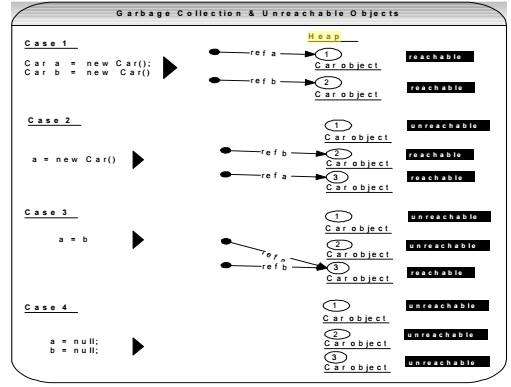 Garbage Collection & Unreachable Objects
Heap
Case 1
Car a = new Car();
Car b = new Car()
ref a
1
Car object
reachable
ref b
2
Car object
reachable
Case 2
a = new Car()
1
Car object
unreachable
ref b
2
Car object
reachable
ref a
3
Car object
reachable
Case 3
a = b
1
Car object
unreachable
2
Car object
unreachable
ref a
ref b
3
Car object
reachable
Case 4
a = null;
b = null;
1
Car object
unreachable
2
Car object
unreachable
3
Car object
unreachable